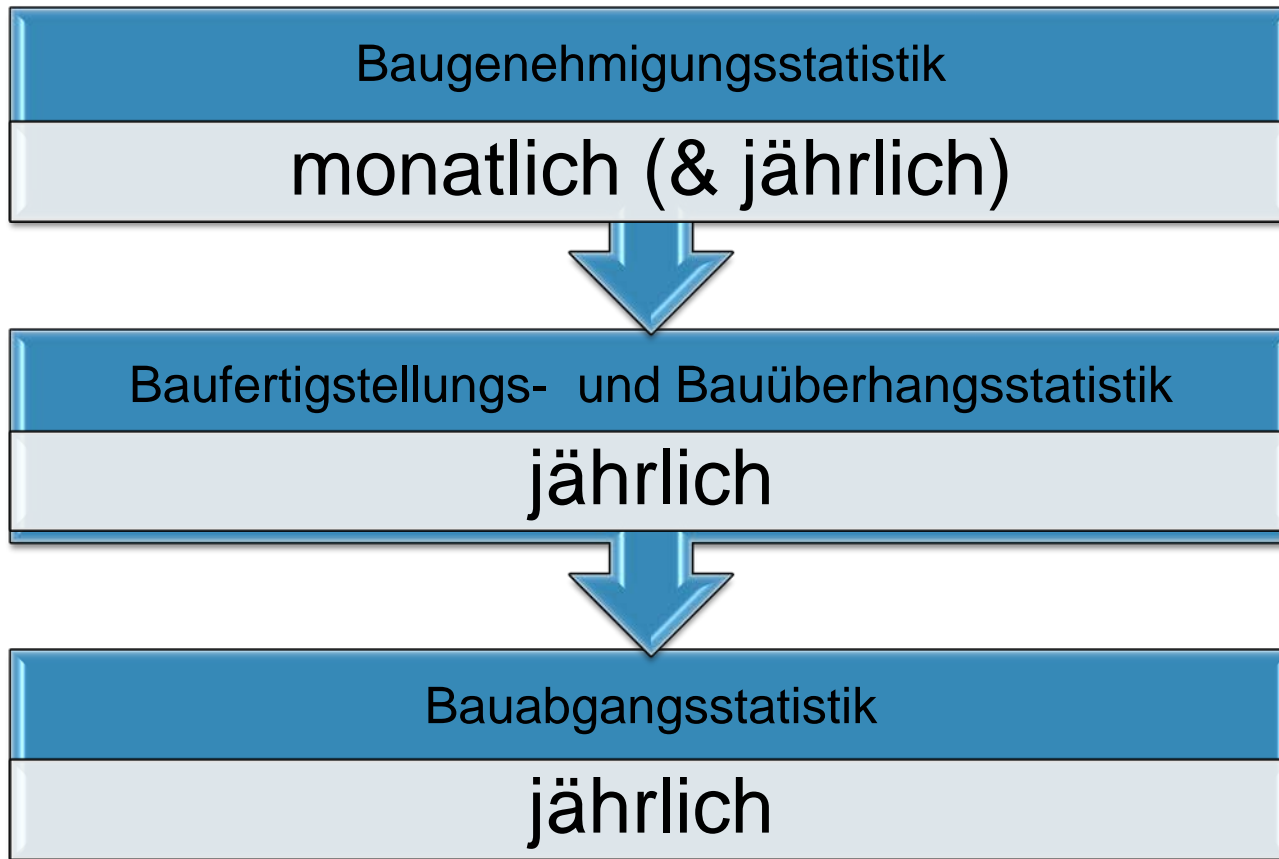 Baugenehmigungsstatistik
monatlich (& jährlich)
Baufertigstellungs- und Bauüberhangsstatistik
jährlich
Bauabgangsstatistik
jährlich